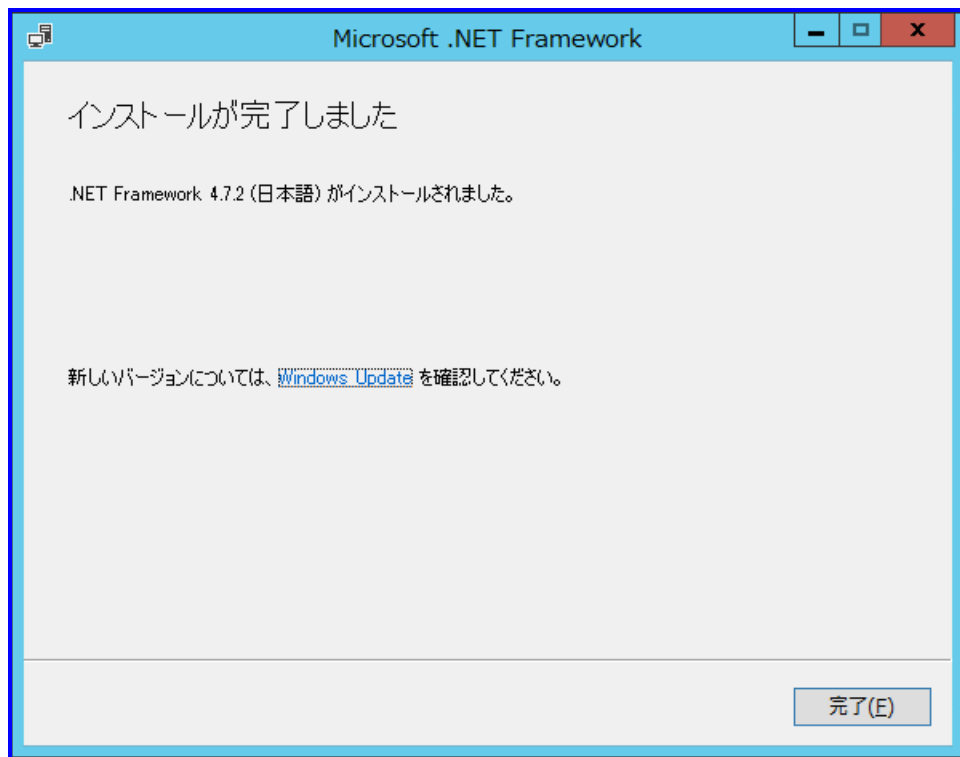 Microsoft .NET Framework
インストールが完了しました
.NET Framework 4.7.2 (日本語) がインストールされました。
新しいバージョンについては、Windows Update を確認してください。
完了(F)